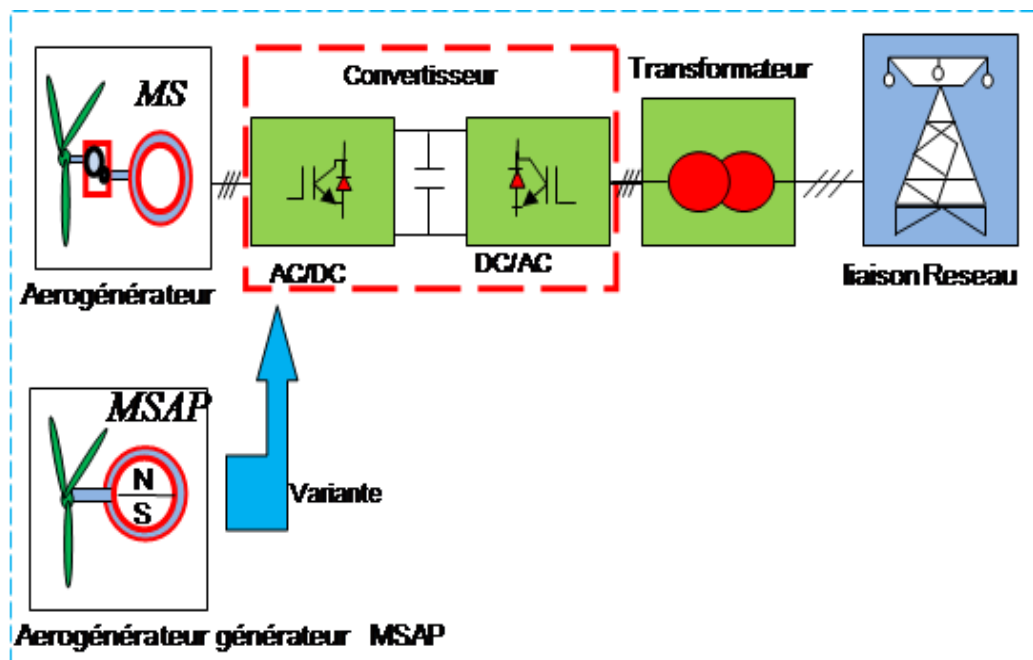 MS
Convertisseur
Transformateur
AC/DC
DC/AC
Aerogénérateur
liaison Reseau
MSAP
N
S
Variante
Aerogénérateur générateur MSAP